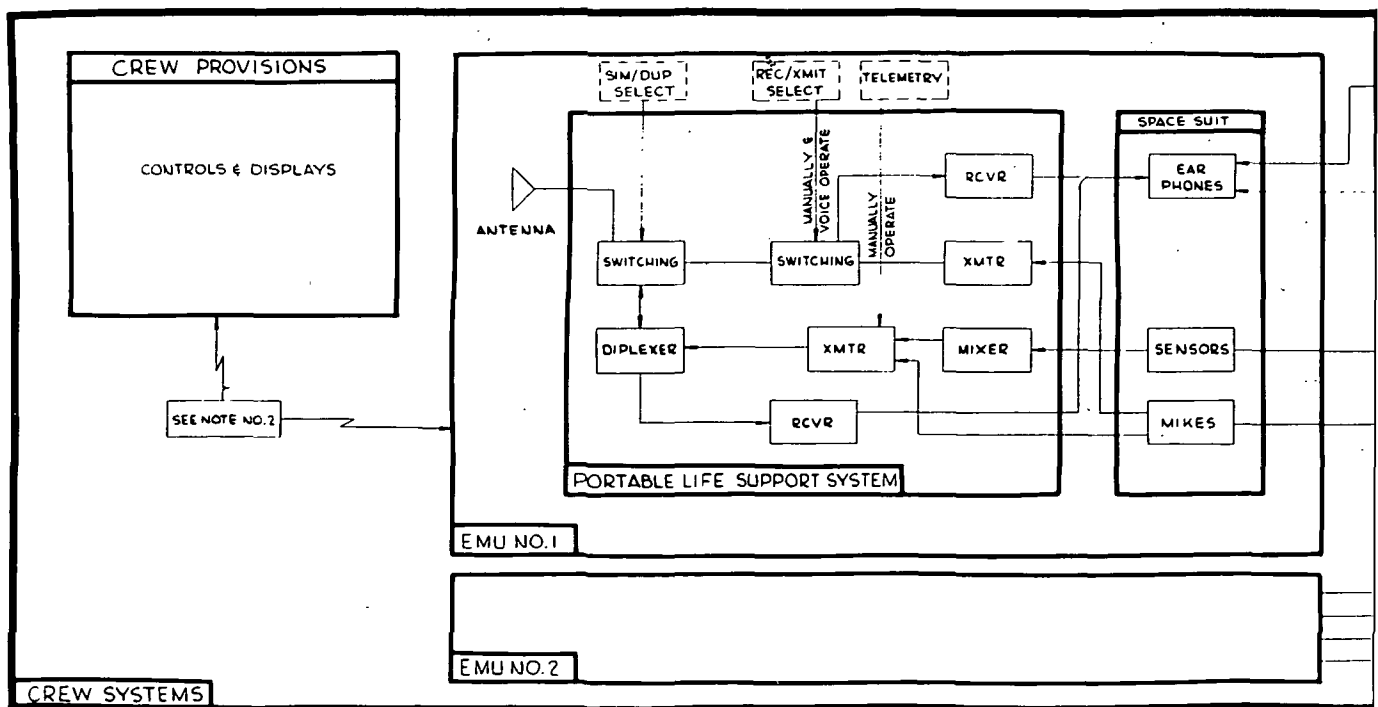 CREW PROVISIONS
CONTROLS & DISPLAYS
SEE NOTE NO.2
SIM/DUP
SELECT
REC/XMIT
SELECT
TELEMETRY
MANUALLY &
VOICE OPERATE
MANUALLY
OPERATE
ANTENNA
SWITCHING
SWITCHING
RCVR
XMTR
DIPLEXER
XMTR
MIXER
RCVR
PORTABLE LIFE SUPPORT SYSTEM
SPACE SUIT
EAR
PHONES
SENSORS
MIKES
EMU NO.1
EMU NO.2
CREW SYSTEMS